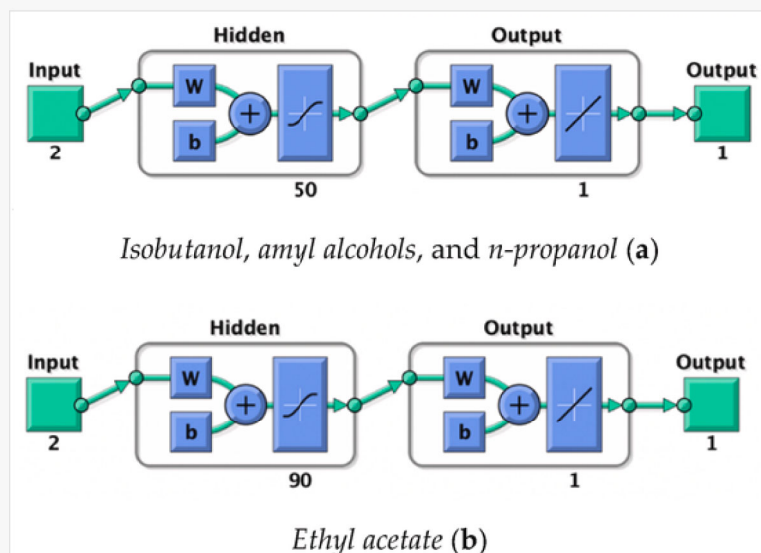 Hidden Output
Input Output
W W
+ +
b b
2 50 1 1
Isobutanol, amyl alcohols, and n-propanol (a)
Hidden Output
Input Output
W W
+ +
b b
2 90 1 1
Ethyl acetate (b)